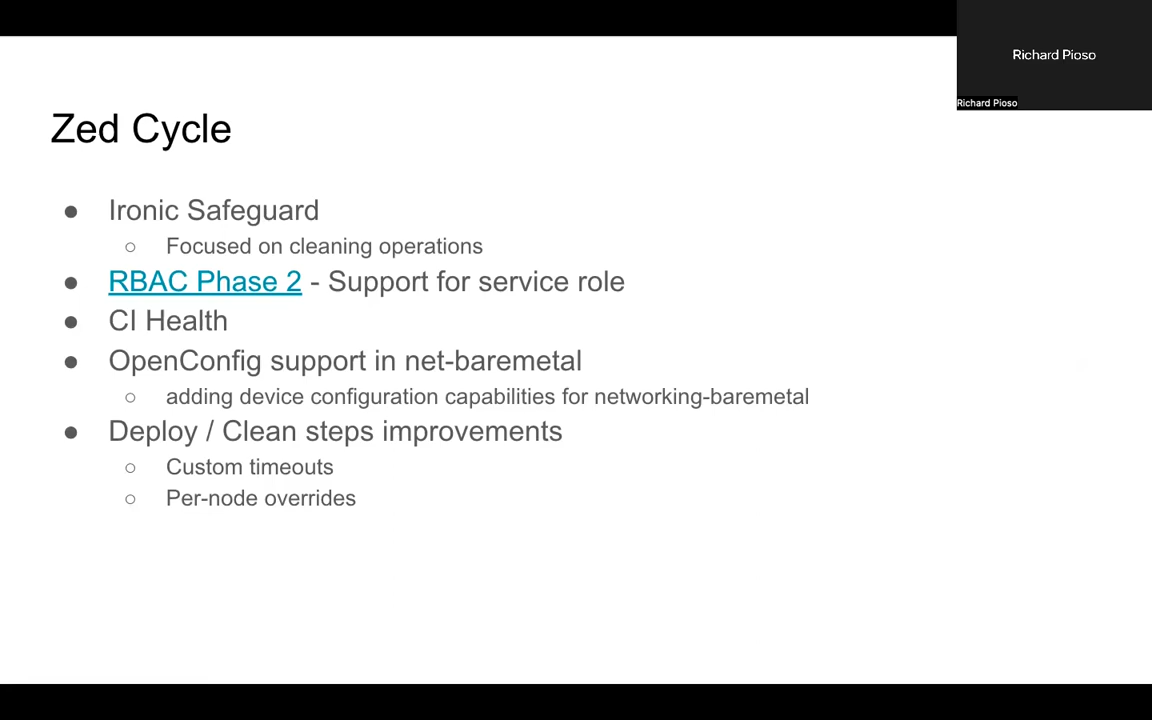 Richard Pioso
Richard Pioso
Zed Cycle
● Ironic Safeguard
○ Focused on cleaning operations
● RBAC Phase 2 - Support for service role
● CI Health
● OpenConfig support in net-baremetal
○ adding device configuration capabilities for networking-baremetal
● Deploy / Clean steps improvements
○ Custom timeouts
○ Per-node overrides